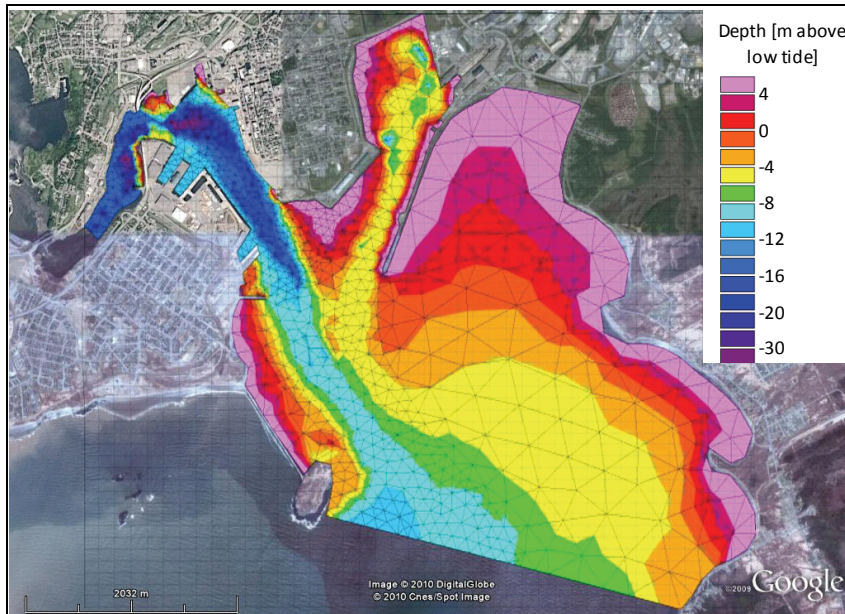 Depth [m above
low tide]
4
0
-4
-8
-12
-16
-20
-30
2032 m
Image © 2010 DigitalGlobe
© 2010 Cnes/Spot Image
©2009 Google